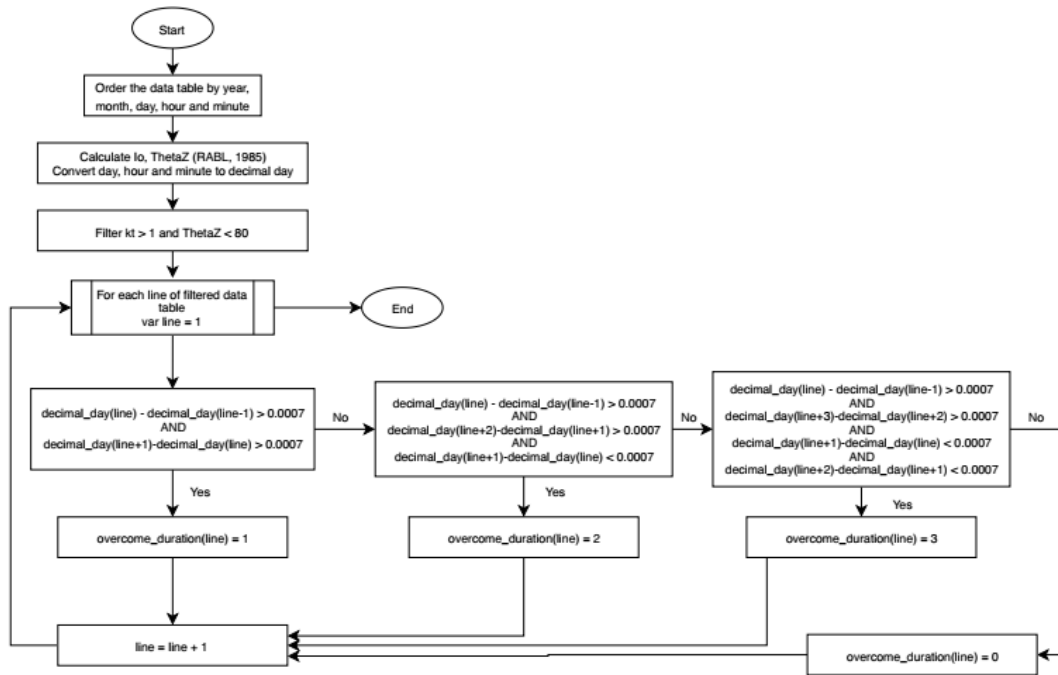 Start
Order the data table by year,
month, day, hour and minute
Calculate Io, ThetaZ (RABL, 1985)
Convert day, hour and minute to decimal day
Filter kt > 1 and ThetaZ < 80
For each line of filtered data
table
var line = 1
End
decimal_day(line) - decimal_day(line-1) > 0.0007
AND
decimal_day(line+1)-decimal_day(line) > 0.0007
No
decimal_day(line) - decimal_day(line-1) > 0.0007
AND
decimal_day(line+2)-decimal_day(line+1) > 0.0007
AND
decimal_day(line+1)-decimal_day(line) < 0.0007
No
decimal_day(line) - decimal_day(line-1) > 0.0007
AND
decimal_day(line+3)-decimal_day(line+2) > 0.0007
AND
decimal_day(line+1)-decimal_day(line) < 0.0007
AND
decimal_day(line+2)-decimal_day(line+1) < 0.0007
No
Yes
Yes
Yes
overcome_duration(line) = 1
overcome_duration(line) = 2
overcome_duration(line) = 3
line = line + 1
overcome_duration(line) = 0